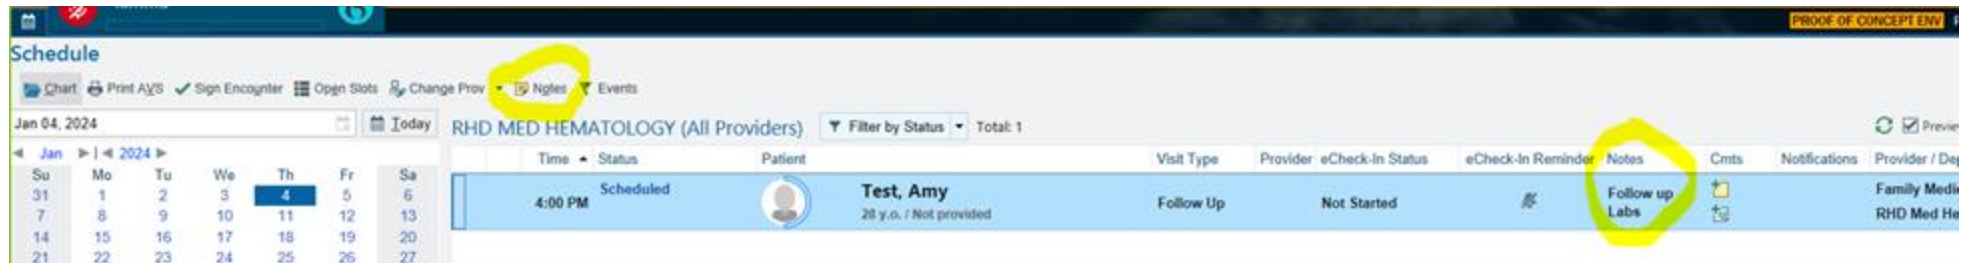 PROOF OF CONCEPT ENV
Schedule
Chart Print AVS Sign Encounter Open Slots Change Prov Notes Events
Jan 04, 2024 Today RHD MED HEMATOLOGY (All Providers) Filter by Status Total: 1
Jan 2024
Time Status Patient Visit Type Provider eCheck-In Status eCheck-In Reminder Notes Cmts Notifications
Su Mo Tu We Th Fr Sa
31 1 2 3 4 5 6
7 8 9 10 11 12 13
14 15 16 17 18 19 20
21 22 23 24 25 26 27
4:00 PM Scheduled
Test, Amy
28 y.o. / Not provided
Follow Up Not Started
Follow up
Labs
RHD Med